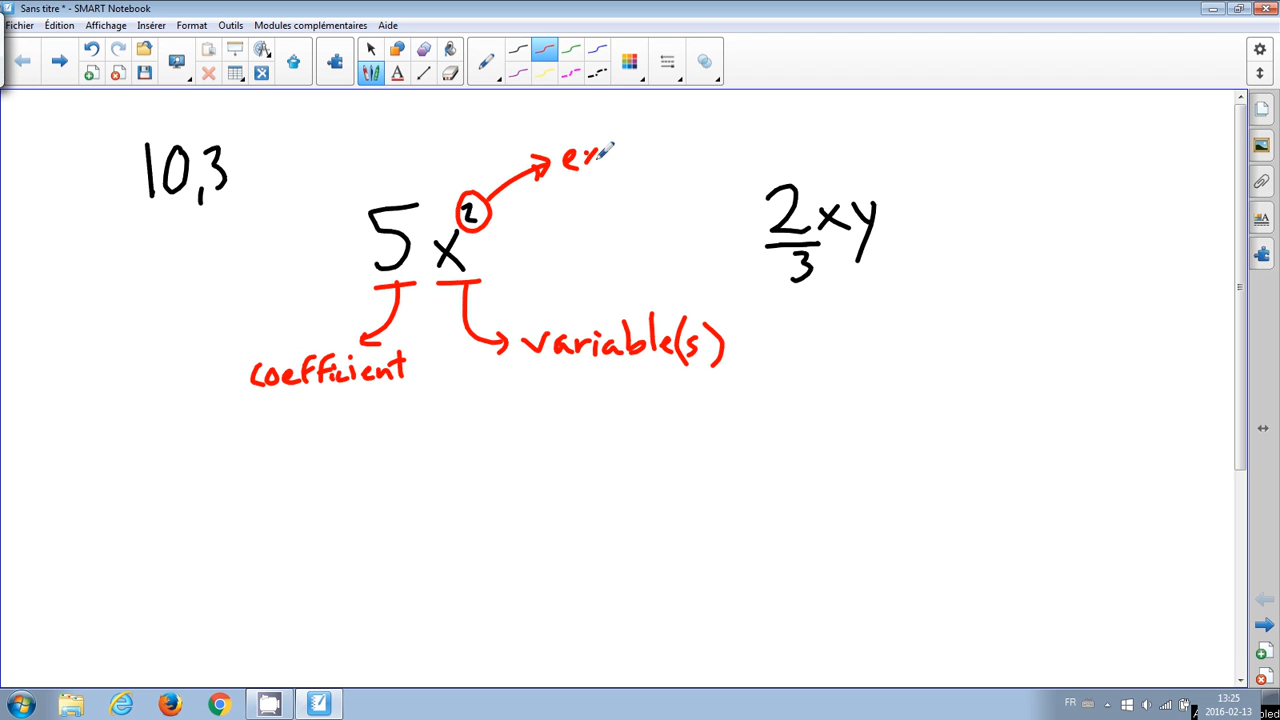 Sans titre * - SMART Notebook
Fichier Édition Affichage Insérer Format Outils Modules complémentaires Aide
10,3
ex
5x²
2/3 xy
coefficient
variable(s)
FR
13:25
2016-02-13